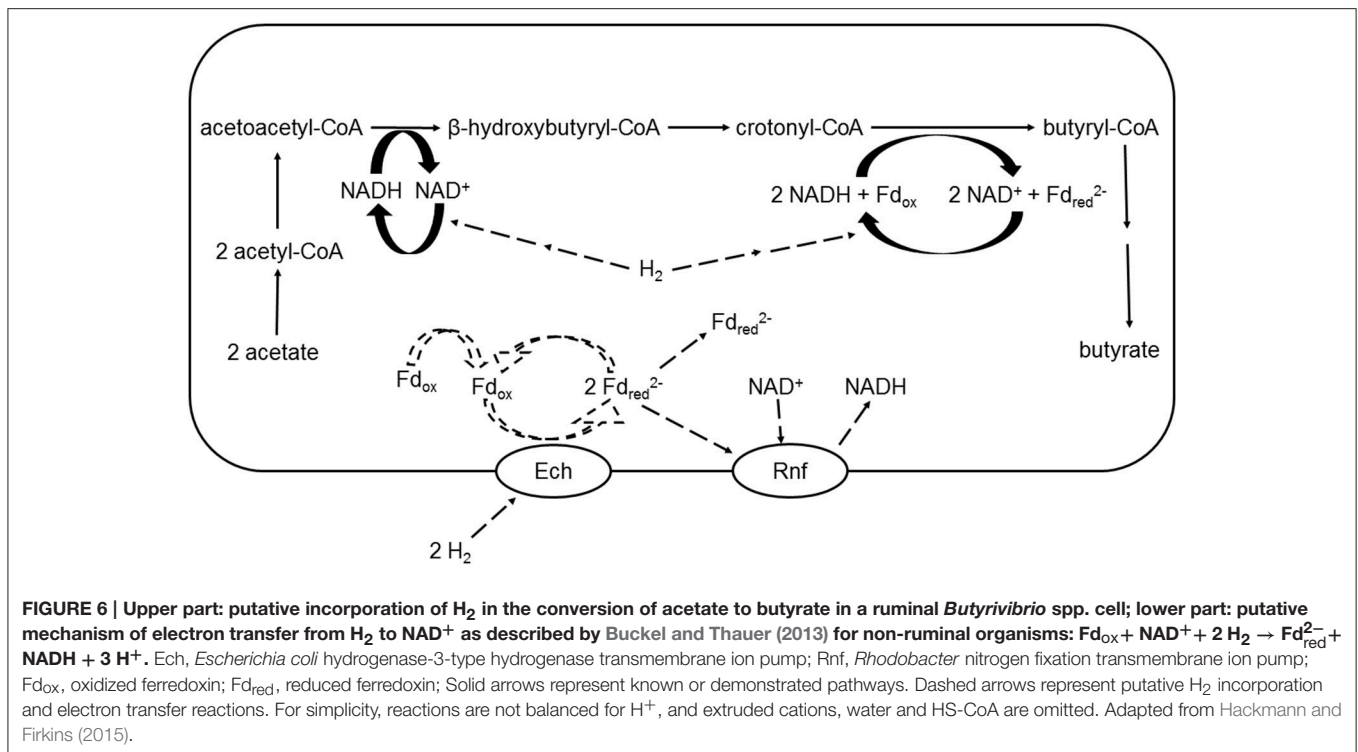 acetoacetyl-CoA β-hydroxybutyryl-CoA crotonyl-CoA butyryl-CoA
NADH NAD⁺ 2 NADH + Fdₒₓ 2 NAD⁺ + Fd_red²⁻
2 acetyl-CoA
H₂
Fd_red²⁻
2 acetate butyrate
Fdₒₓ Fdₒₓ 2 Fd_red²⁻ NAD⁺ NADH
Ech Rnf
2 H₂
FIGURE 6 | Upper part: putative incorporation of H₂ in the conversion of acetate to butyrate in a ruminal Butyrivibrio spp. cell; lower part: putative
mechanism of electron transfer from H₂ to NAD⁺ as described by Buckel and Thauer (2013) for non-ruminal organisms: Fdₒₓ+ NAD⁺+ 2 H₂ → Fd_red²⁻+
NADH + 3 H⁺. Ech, Escherichia coli hydrogenase-3-type hydrogenase transmembrane ion pump; Rnf, Rhodobacter nitrogen fixation transmembrane ion pump;
Fdₒₓ, oxidized ferredoxin; Fd_red, reduced ferredoxin; Solid arrows represent known or demonstrated pathways. Dashed arrows represent putative H₂ incorporation
and electron transfer reactions. For simplicity, reactions are not balanced for H⁺, and extruded cations, water and HS-CoA are omitted. Adapted from Hackmann and
Firkins (2015).